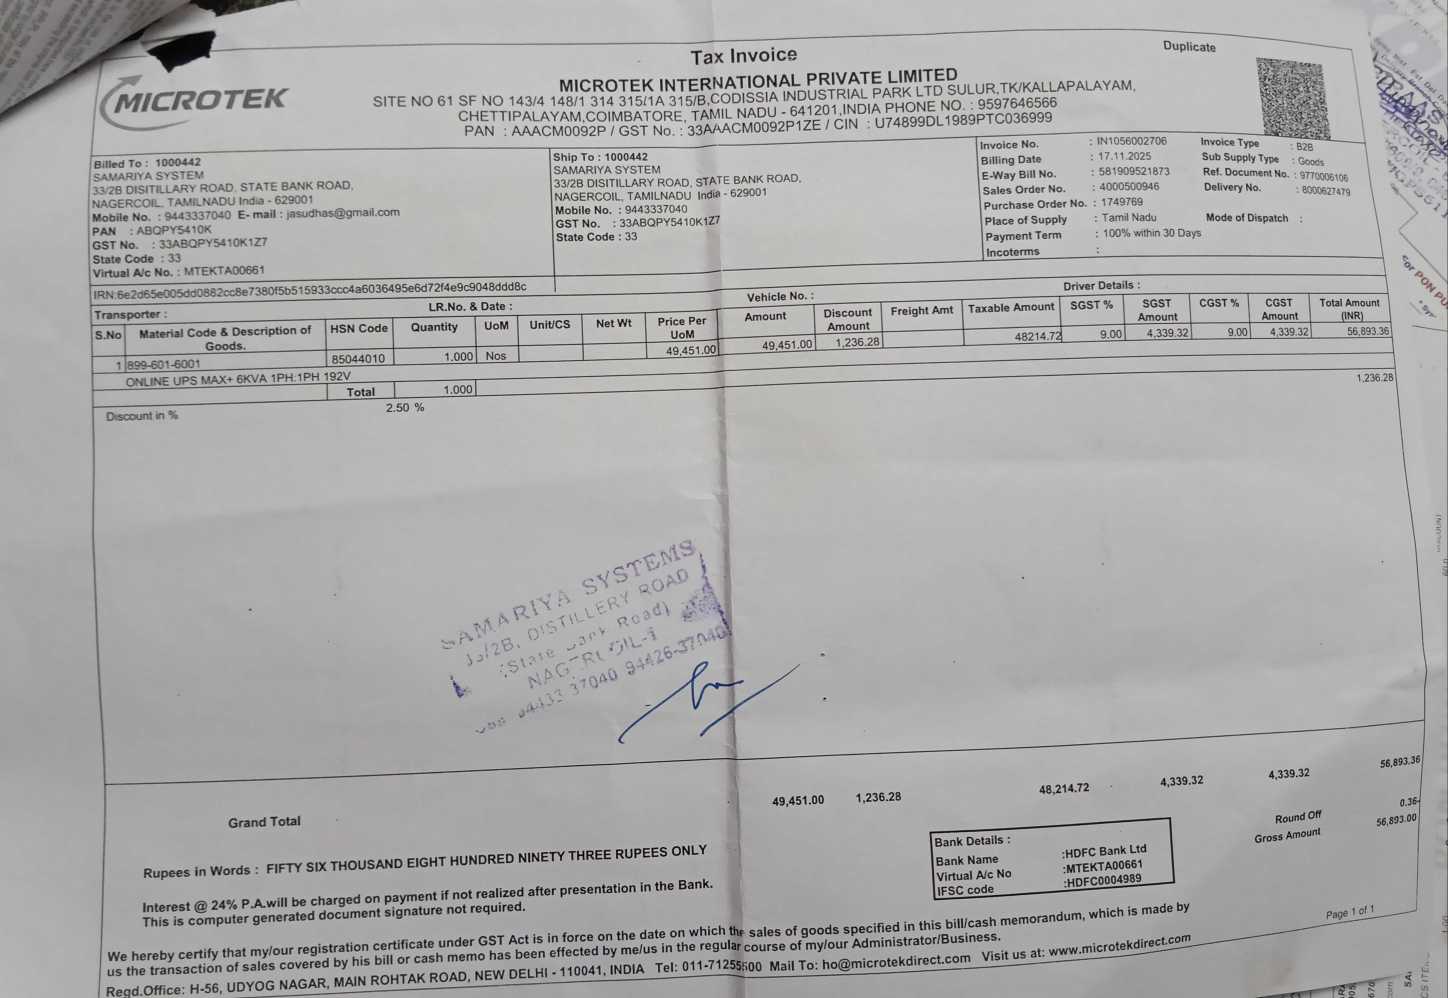 Tax Invoice
Duplicate
MICROTEK
MICROTEK INTERNATIONAL PRIVATE LIMITED
SITE NO 61 SF NO 143/4 148/1 314 315/1A 315/B,CODISSIA INDUSTRIAL PARK LTD SULUR,TK/KALLAPALAYAM,
CHETTIPALAYAM,COIMBATORE, TAMIL NADU - 641201,INDIA PHONE NO. : 9597646566
PAN : AAACM0092P / GST No. : 33AAACM0092P1ZE / CIN : U74899DL1989PTC036999
Billed To : 1000442
SAMARIYA SYSTEM
33/2B DISITILLARY ROAD, STATE BANK ROAD,
NAGERCOIL, TAMILNADU India - 629001
Mobile No. : 9443337040 E- mail : jasudhas@gmail.com
PAN : ABQPY5410K
GST No. : 33ABQPY5410K1Z7
State Code : 33
Virtual A/c No. : MTEKTA00661
Ship To : 1000442
SAMARIYA SYSTEM
33/2B DISITILLARY ROAD, STATE BANK ROAD,
NAGERCOIL, TAMILNADU India - 629001
Mobile No. : 9443337040
GST No. : 33ABQPY5410K1Z7
State Code : 33
Invoice No. : IN1056002706
Billing Date : 17.11.2025
E-Way Bill No. : 581909521873
Sales Order No. : 4000500946
Purchase Order No. : 1749769
Place of Supply : Tamil Nadu
Payment Term : 100% within 30 Days
Incoterms :
Invoice Type : B2B
Sub Supply Type : Goods
Ref. Document No. : 9770006106
Delivery No. : 8000627479
Mode of Dispatch :
IRN:6e2d65e005dd0882cc8e7380f5b515933ccc4a6036495e6d72f4e9c9048ddd8c
Transporter : LR.No. & Date : Vehicle No. : Driver Details :
S.No Material Code & Description of Goods. HSN Code Quantity UoM Unit/CS Net Wt Price Per UoM Amount Discount Amount Freight Amt Taxable Amount SGST % SGST Amount CGST % CGST Amount Total Amount (INR)
1 899-601-6001 85044010 1.000 Nos 49,451.00 49,451.00 1,236.28 48214.72 9.00 4,339.32 9.00 4,339.32 56,893.36
ONLINE UPS MAX+ 6KVA 1PH:1PH 192V
Total 1.000
Discount in % 2.50 % 1,236.28
SAMARIYA SYSTEMS
33/2B, DISTILLERY ROAD
(State Bank Road)
94433 37040 94426-37040
49,451.00 1,236.28 48,214.72 4,339.32 4,339.32 56,893.36
Grand Total
Round Off 0.36-
Gross Amount 56,893.00
Rupees in Words : FIFTY SIX THOUSAND EIGHT HUNDRED NINETY THREE RUPEES ONLY
Bank Details :
Bank Name :HDFC Bank Ltd
Virtual A/c No :MTEKTA00661
IFSC code :HDFC0004989
Interest @ 24% P.A.will be charged on payment if not realized after presentation in the Bank.
This is computer generated document signature not required.
Page 1 of 1
We hereby certify that my/our registration certificate under GST Act is in force on the date on which the sales of goods specified in this bill/cash memorandum, which is made by
us the transaction of sales covered by his bill or cash memo has been effected by me/us in the regular course of my/our Administrator/Business.
Regd.Office: H-56, UDYOG NAGAR, MAIN ROHTAK ROAD, NEW DELHI - 110041, INDIA Tel: 011-71255500 Mail To: ho@microtekdirect.com Visit us at: www.microtekdirect.com